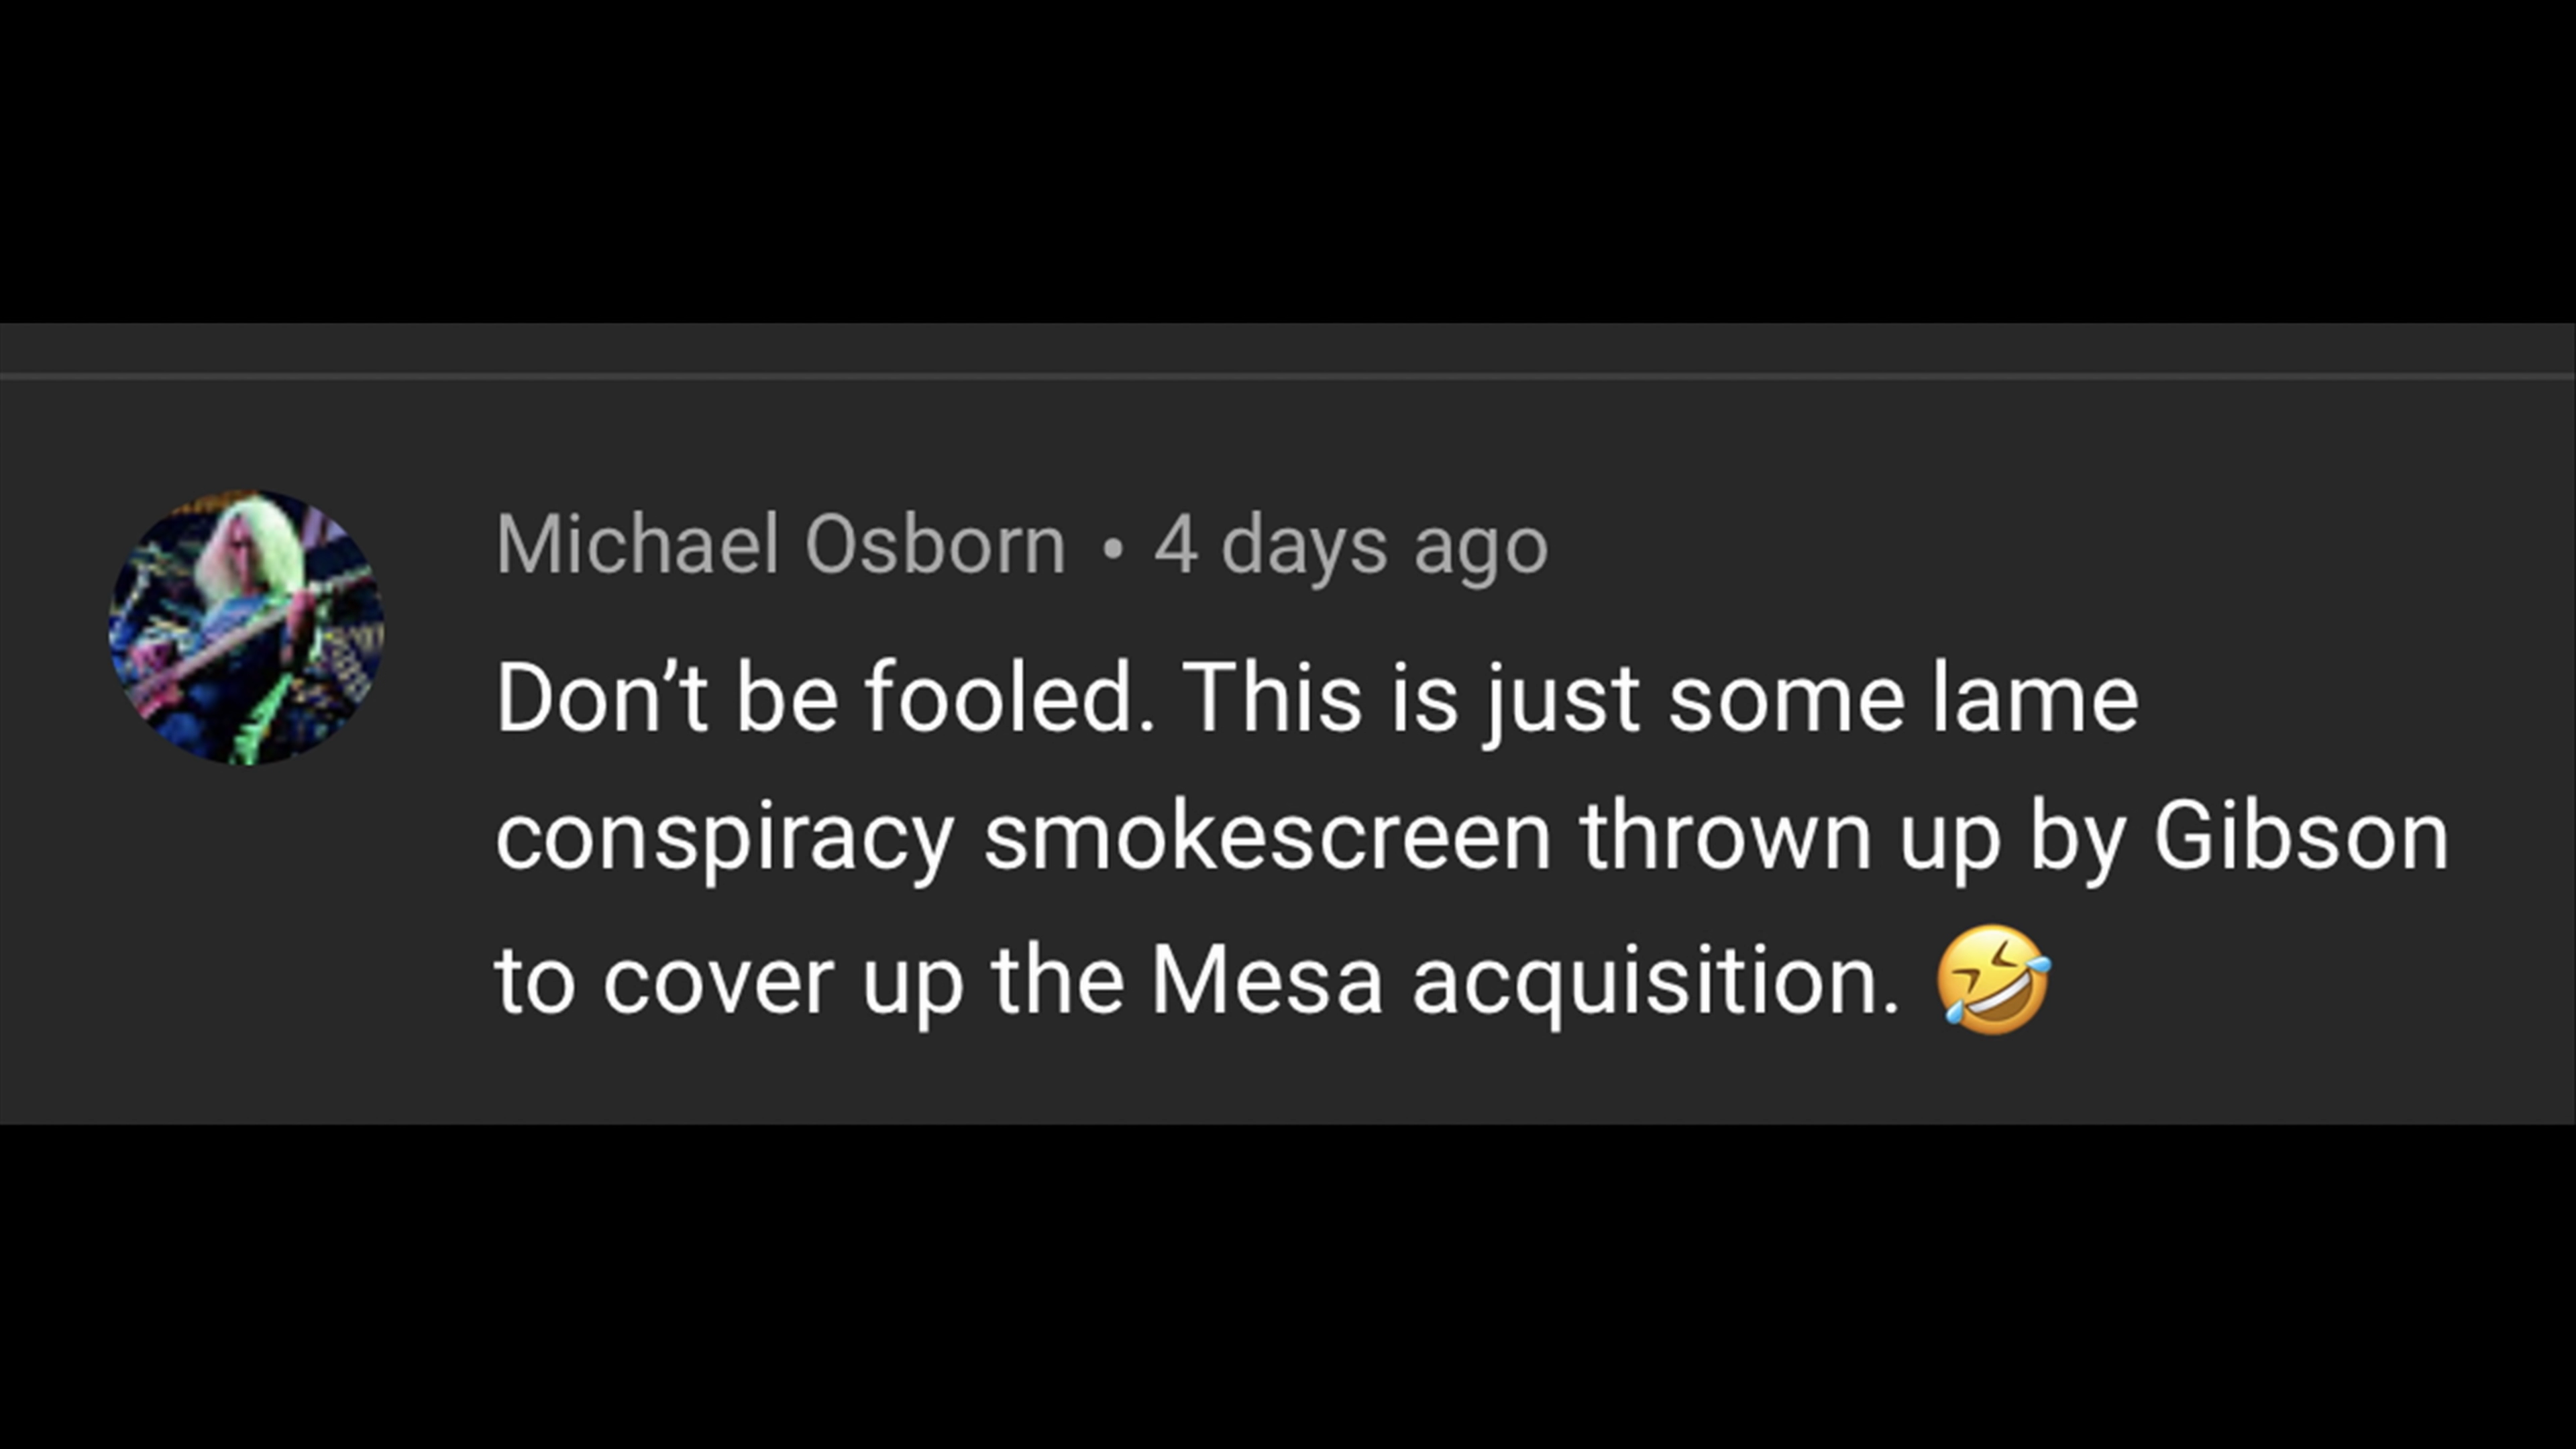 Michael Osborn • 4 days ago
Don’t be fooled. This is just some lame
conspiracy smokescreen thrown up by Gibson
to cover up the Mesa acquisition. 🤣